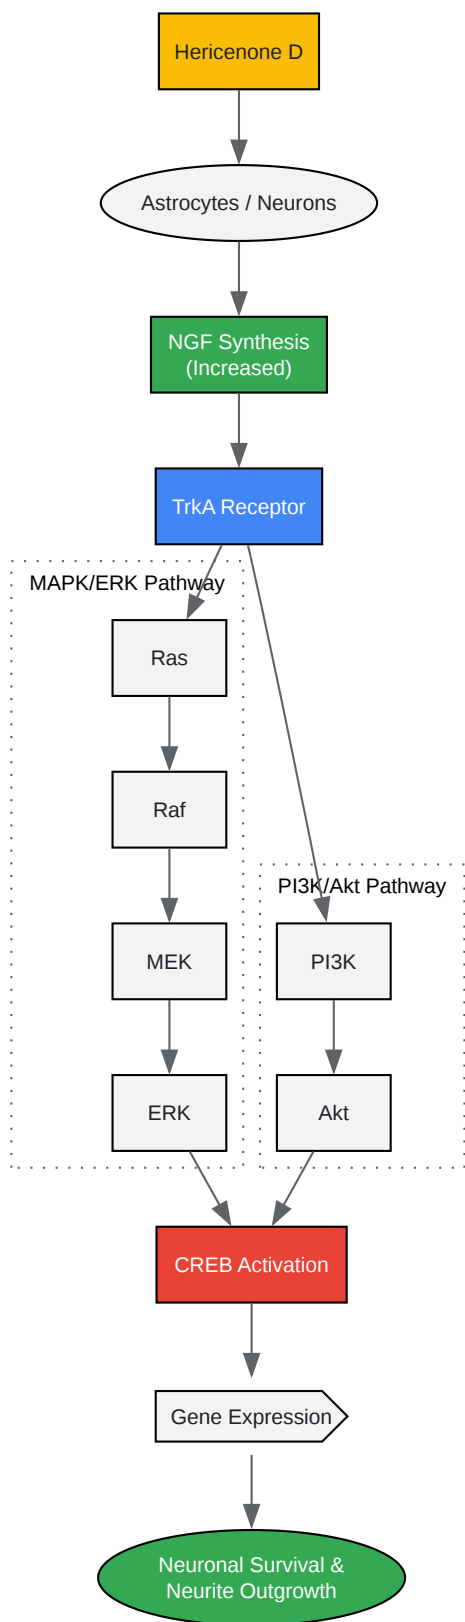 Hericenone D
Astrocytes / Neurons
NGF Synthesis
(Increased)
TrkA Receptor
MAPK/ERK Pathway
Ras
Raf
MEK
ERK
PI3K/Akt Pathway
PI3K
Akt
CREB Activation
Gene Expression
Neuronal Survival &
Neurite Outgrowth